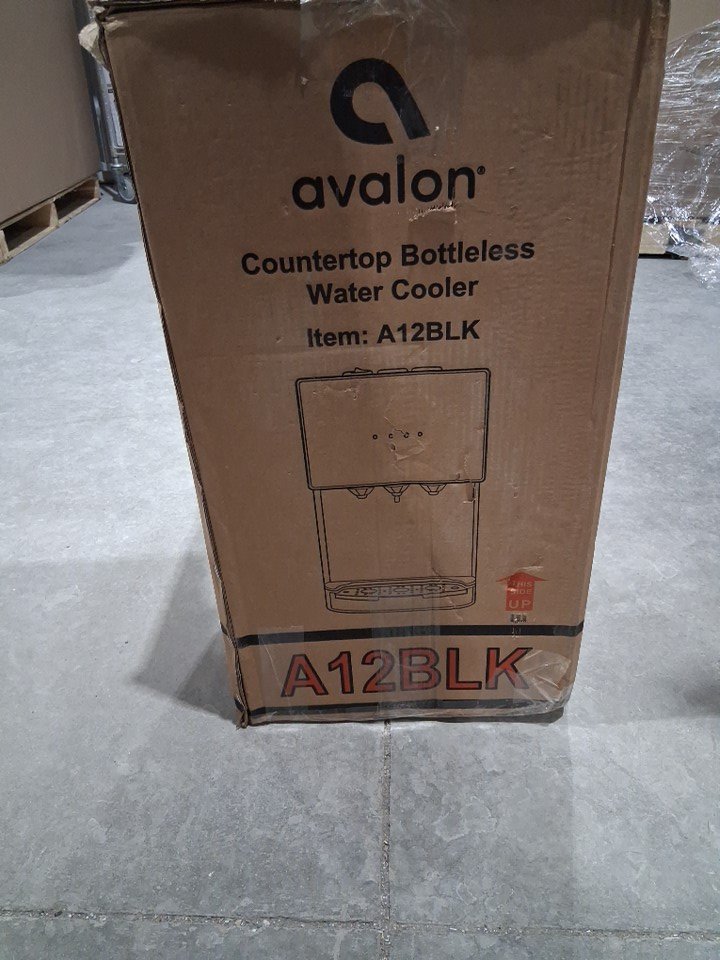 avalon®
Countertop Bottleless
Water Cooler
Item: A12BLK
THIS
SIDE
UP
A12BLK